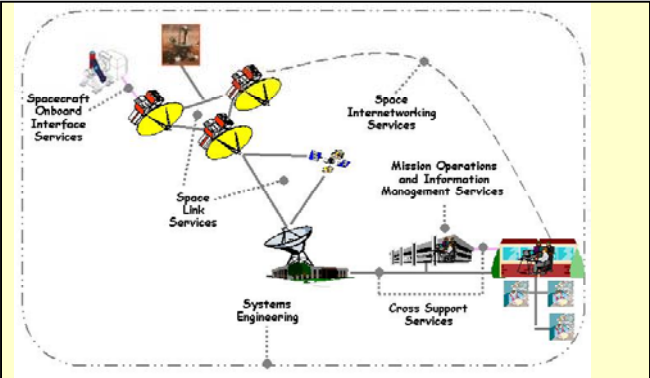 Spacecraft
Onboard
Interface
Services
Space
Internetworking
Services
Mission Operations
and Information
Management Services
Space
Link
Services
Systems
Engineering
Cross Support
Services